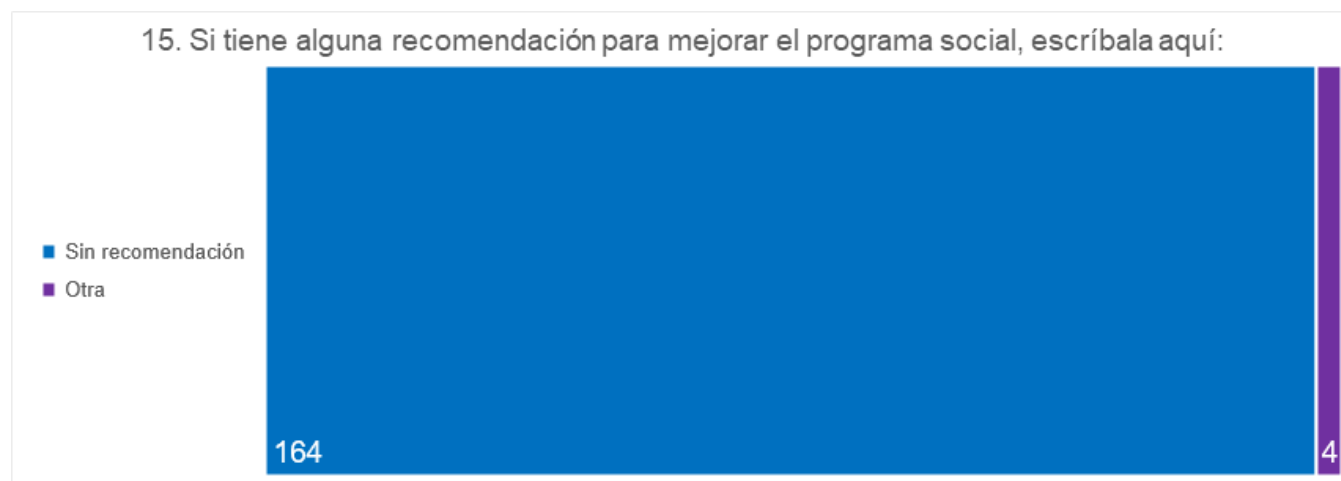 15. Si tiene alguna recomendación para mejorar el programa social, escríbala aquí:
Sin recomendación
Otra
164
4